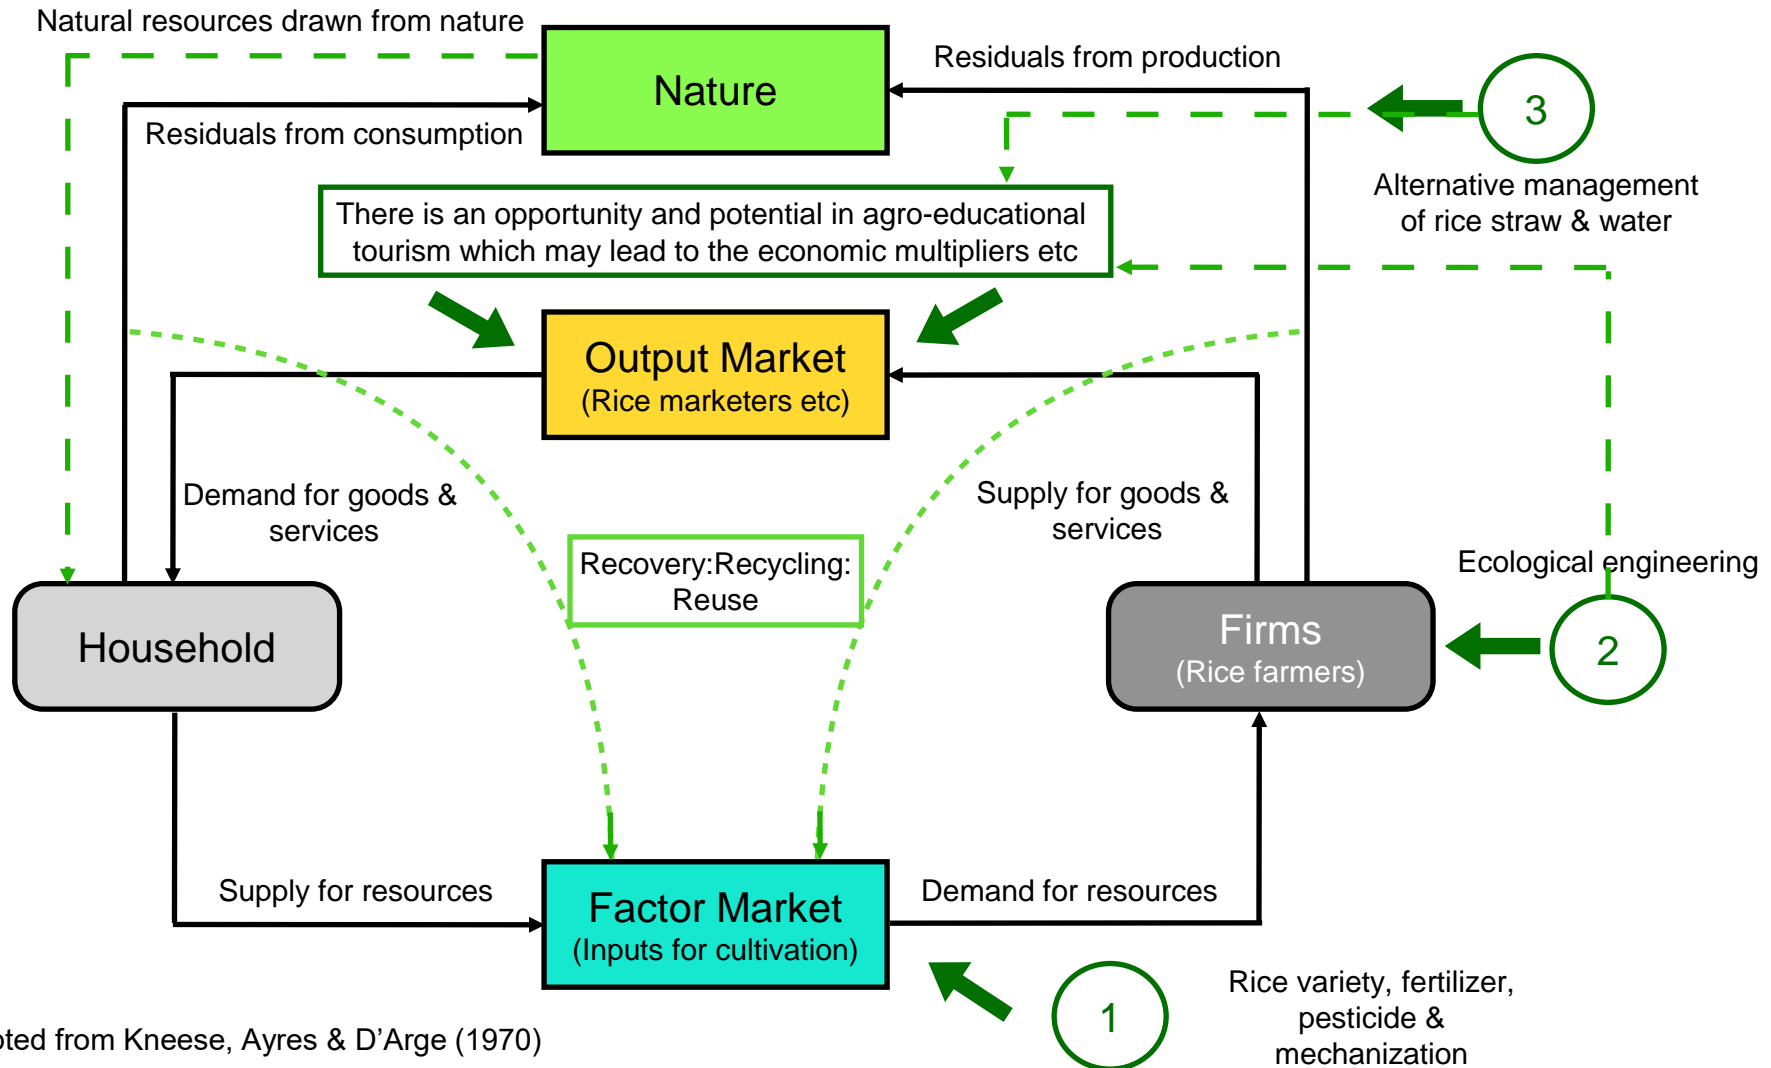 Natural resources drawn from nature
Nature
Residuals from production
3
Residuals from consumption
Alternative management
of rice straw & water
There is an opportunity and potential in agro-educational
tourism which may lead to the economic multipliers etc
Output Market
(Rice marketers etc)
Demand for goods &
services
Supply for goods &
services
Recovery:Recycling:
Reuse
Ecological engineering
Household
Firms
(Rice farmers)
2
Supply for resources
Factor Market
(Inputs for cultivation)
Demand for resources
1
Rice variety, fertilizer,
pesticide &
mechanization
from Kneese, Ayres & D’Arge (1970)